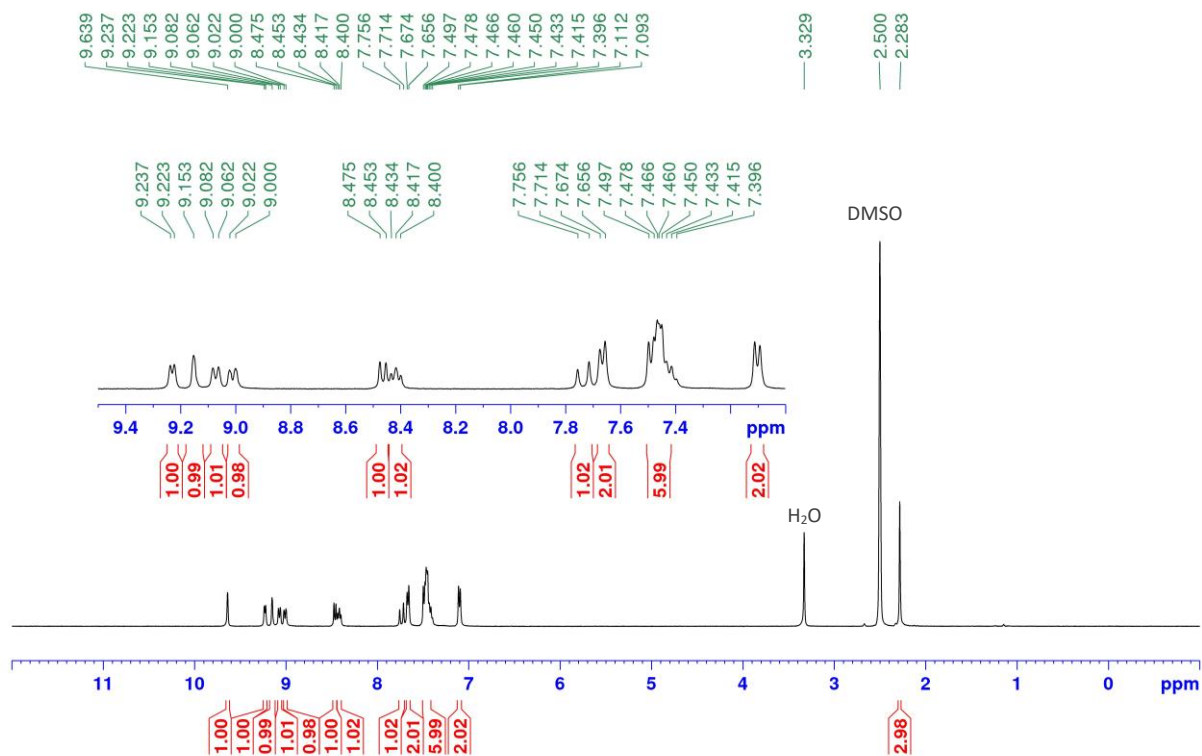 9.639 9.237 9.223 9.153 9.082 9.062 9.022 9.000 8.475 8.453 8.434 8.417 8.400 7.756 7.714 7.674 7.656 7.497 7.478 7.466 7.460 7.450 7.433 7.415 7.396 7.112 7.093 3.329 2.500 2.283
9.237 9.223 9.153 9.082 9.062 9.022 9.000 8.475 8.453 8.434 8.417 8.400 7.756 7.714 7.674 7.656 7.497 7.478 7.466 7.460 7.450 7.433 7.415 7.396
DMSO
9.4 9.2 9.0 8.8 8.6 8.4 8.2 8.0 7.8 7.6 7.4 ppm
1.00 0.99 1.01 0.98 1.00 1.02 1.02 2.01 5.99 2.02
H₂O
11 10 9 8 7 6 5 4 3 2 1 0 ppm
1.00 1.00 0.99 1.01 0.98 1.00 1.02 1.02 2.01 5.99 2.02 2.98